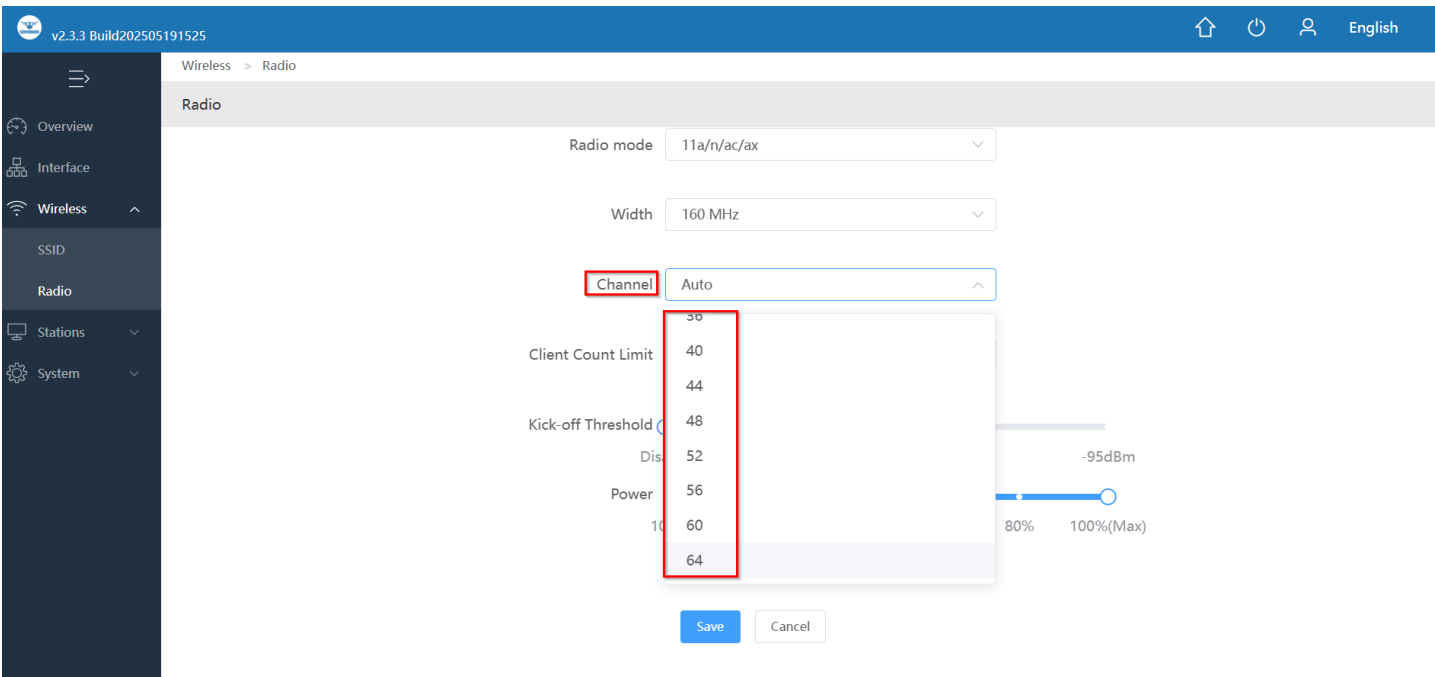 v2.3.3 Build202505191525
English
Wireless > Radio
Radio
Overview
Interface
Wireless
SSID
Radio
Stations
System
Radio mode 11a/n/ac/ax
Width 160 MHz
Channel Auto
36
Client Count Limit
40
44
Kick-off Threshold
48
52
-95dBm
Power
56
60
80% 100%(Max)
64
Save Cancel